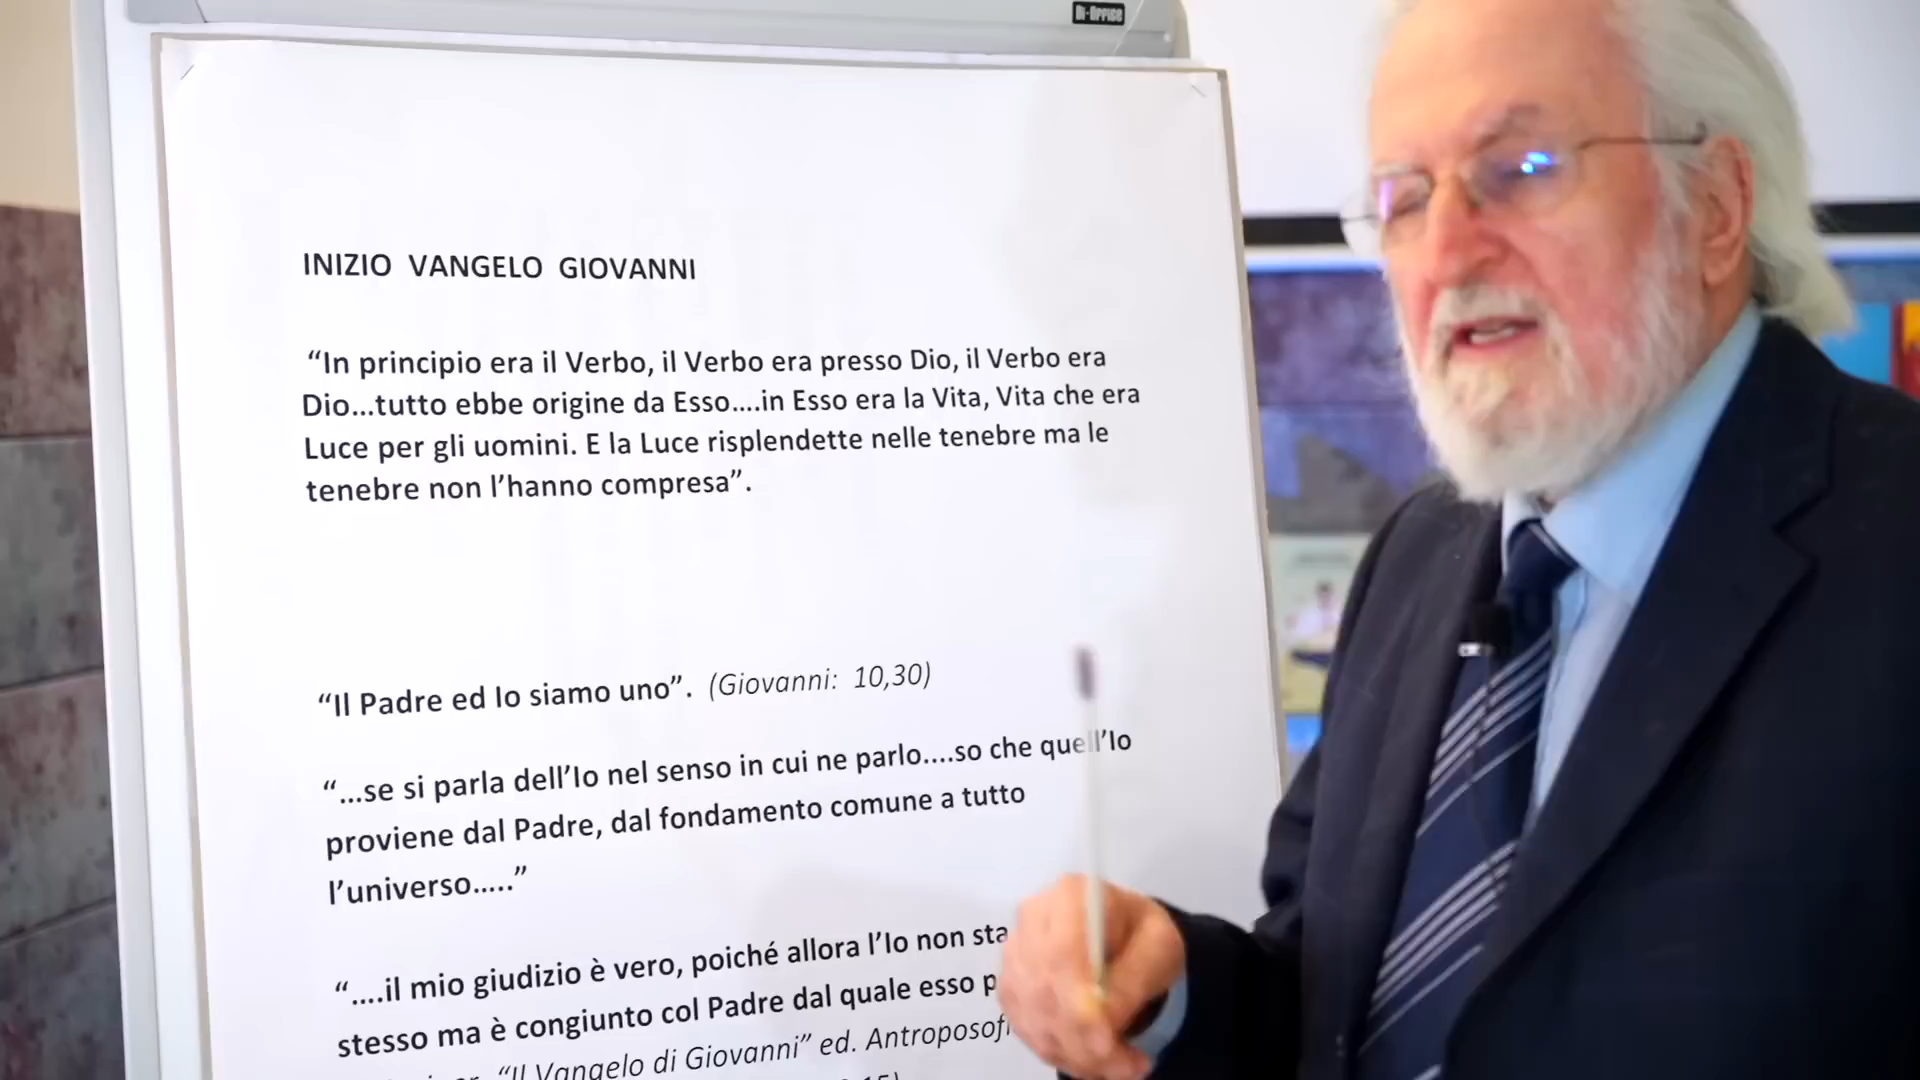 Bi-Office
INIZIO VANGELO GIOVANNI
“In principio era il Verbo, il Verbo era presso Dio, il Verbo era
Dio...tutto ebbe origine da Esso....in Esso era la Vita, Vita che era
Luce per gli uomini. E la Luce risplendette nelle tenebre ma le
tenebre non l’hanno compresa”.
“Il Padre ed Io siamo uno”. (Giovanni: 10,30)
“...se si parla dell’Io nel senso in cui ne parlo....so che quell’Io
proviene dal Padre, dal fondamento comune a tutto
l’universo.....”
“....il mio giudizio è vero, poiché allora l’Io non sta
stesso ma è congiunto col Padre dal quale esso p
“Il Vangelo di Giovanni” ed. Antroposofi